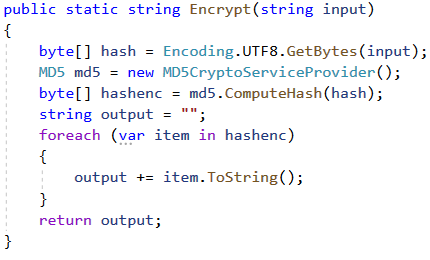 public static string Encrypt(string input)
{
    byte[] hash = Encoding.UTF8.GetBytes(input);
    MD5 md5 = new MD5CryptoServiceProvider();
    byte[] hashenc = md5.ComputeHash(hash);
    string output = "";
    foreach (var item in hashenc)
    {
        output += item.ToString();
    }
    return output;
}